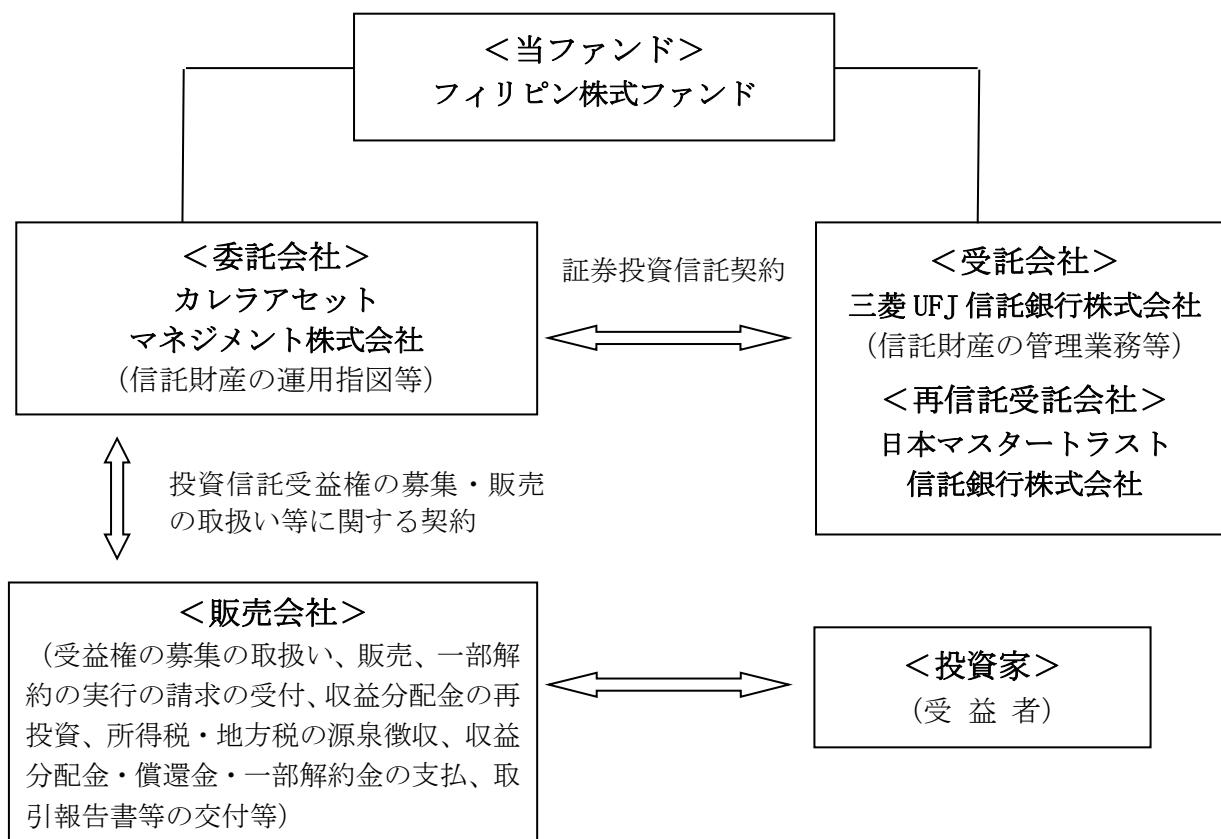 ＜当ファンド＞
フィリピン株式ファンド
＜委託会社＞
カレラアセット
マネジメント株式会社
（信託財産の運用指図等）
証券投資信託契約
＜受託会社＞
三菱 UFJ 信託銀行株式会社
（信託財産の管理業務等）
＜再信託受託会社＞
日本マスタートラスト
信託銀行株式会社
投資信託受益権の募集・販売
の取扱い等に関する契約
＜販売会社＞
（受益権の募集の取扱い、販売、一部解
約の実行の請求の受付、収益分配金の再
投資、所得税・地方税の源泉徴収、収益
分配金・償還金・一部解約金の支払、取
引報告書等の交付等）
＜投資家＞
（受 益 者）